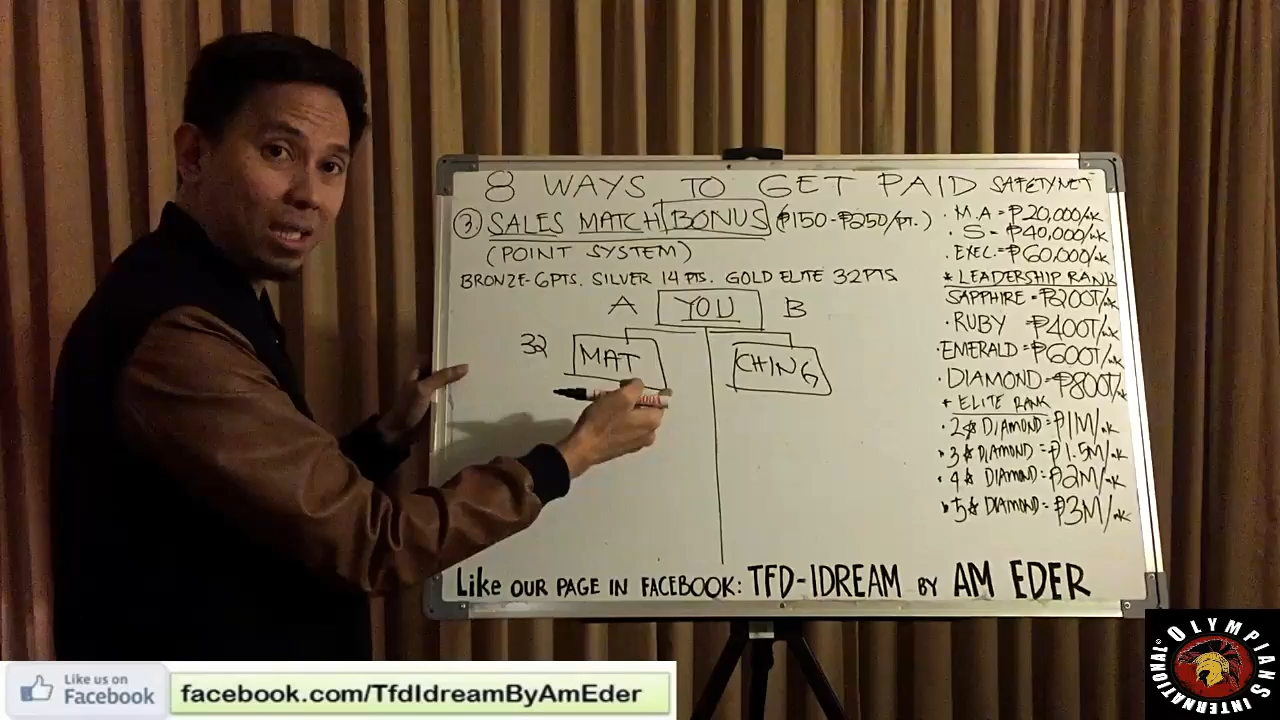 8 WAYS TO GET PAID SAFETYNET
③ SALES MATCH BONUS (₱150-₱250/PT.)
(POINT SYSTEM)
BRONZE-6PTS. SILVER 14 PTS. GOLD ELITE 32 PTS
A YOU B
32 MAT CHING
· M.A = ₱20,000/wk
· S = ₱40,000/wk
· EXEL = ₱60,000/wk
* LEADERSHIP RANK
SAPPHIRE = ₱200T/wk
· RUBY = ₱400T/wk
· EMERALD = ₱600T/wk
· DIAMOND = ₱800T/wk
* ELITE RANK
· 2☆ DIAMOND = ₱1M/wk
· 3☆ DIAMOND = ₱1.5M/wk
· 4☆ DIAMOND = ₱2M/wk
· 5☆ DIAMOND = ₱3M/wk
Like OUR PAGE IN FACEBOOK: TFD-IDREAM BY AM EDER
Like us on
Facebook
facebook.com/TfdIdreamByAmEder
OLYMPIANS
INTERNATIONAL